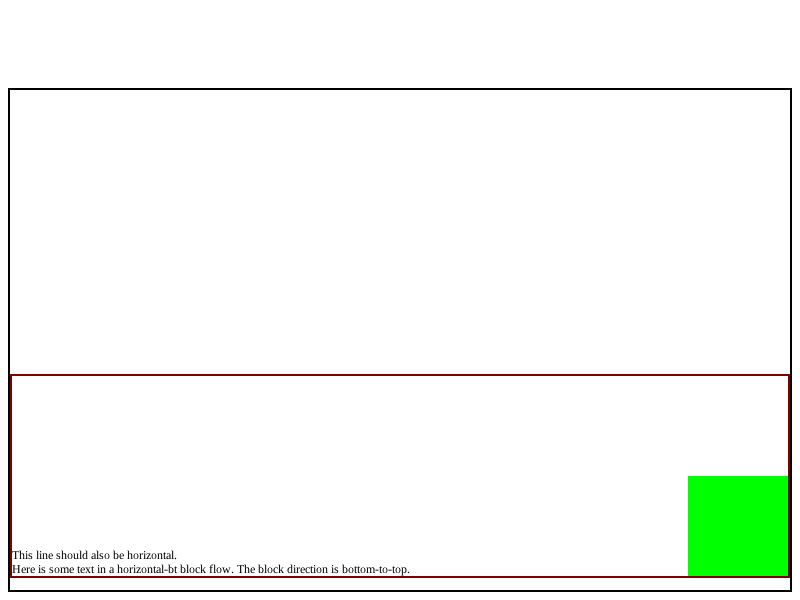 This line should also be horizontal.
Here is some text in a horizontal-bt block flow. The block direction is bottom-to-top.